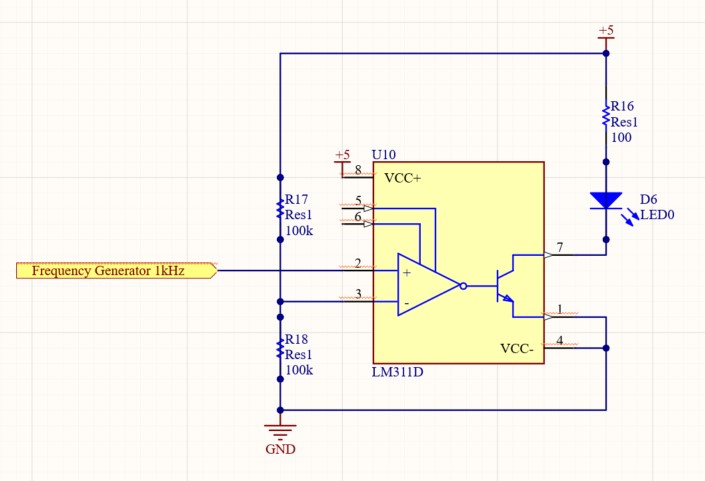 +5
R16
Res1
100
+5
U10
8
VCC+
5
6
R17
Res1
100k
D6
LED0
7
Frequency Generator 1kHz
2
+
3
-
1
R18
Res1
100k
VCC-
4
LM311D
GND